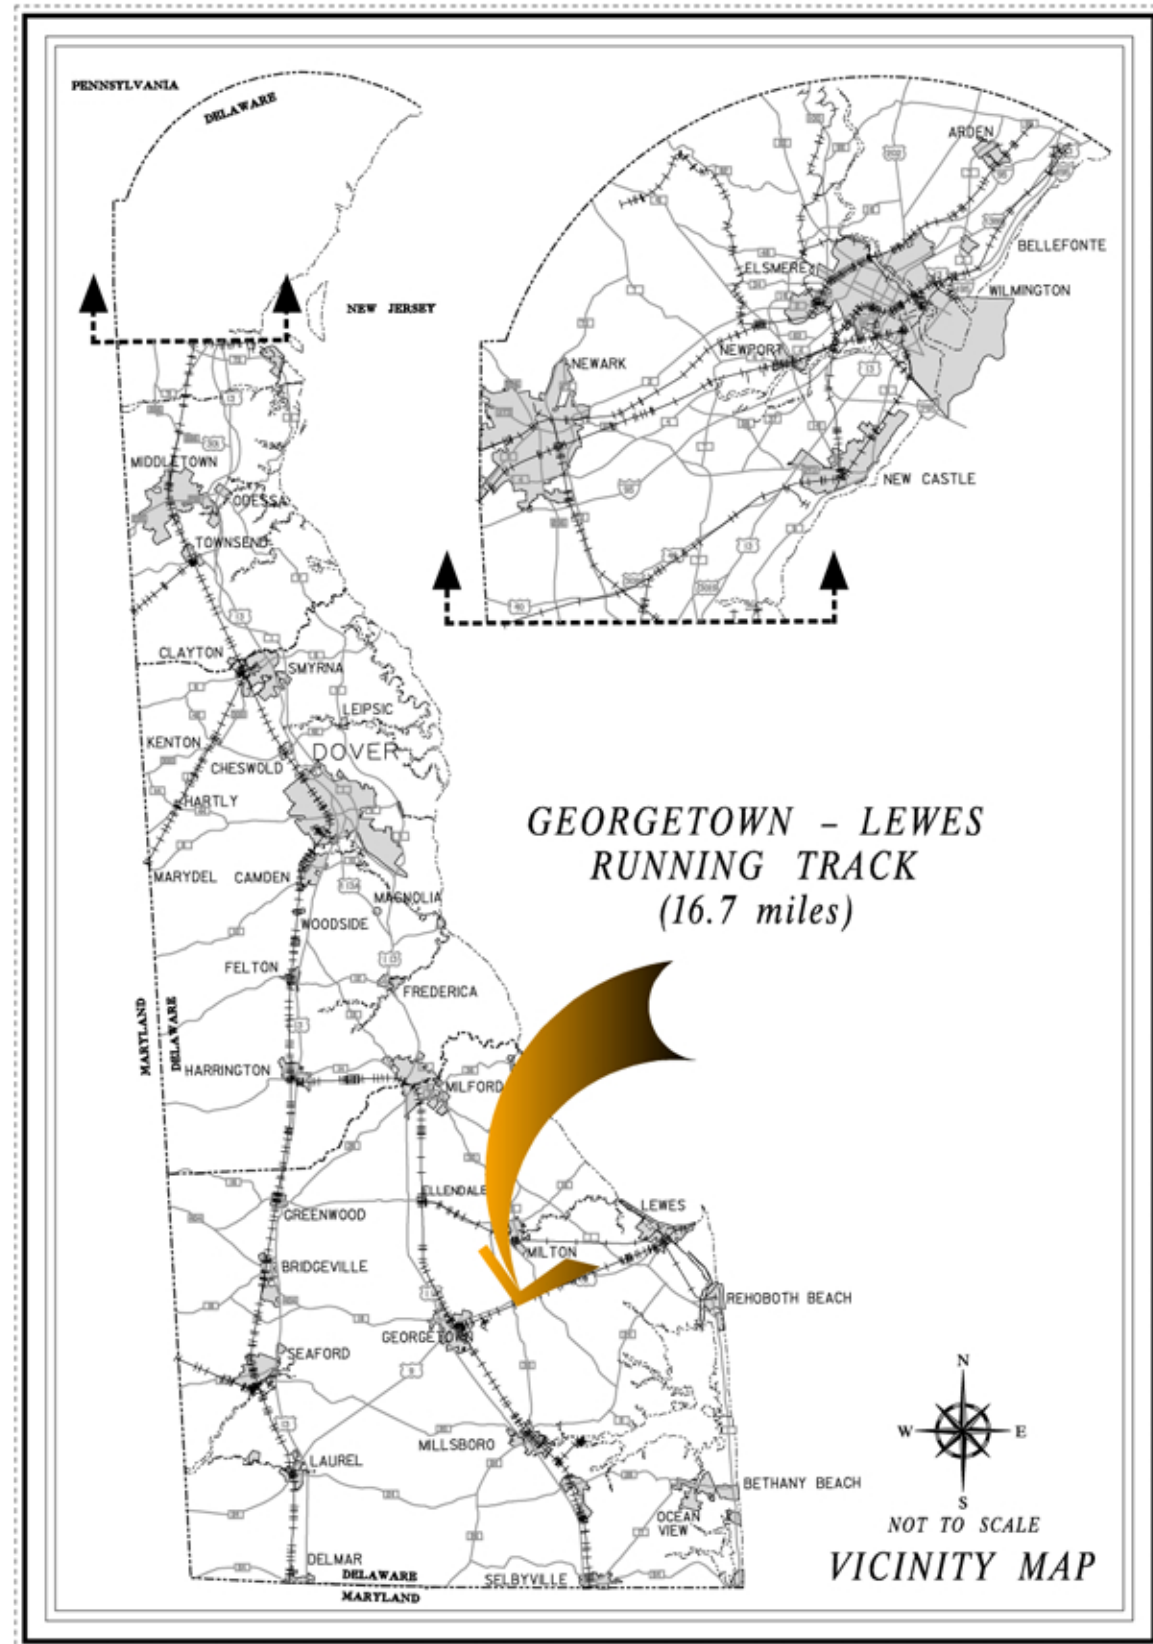 PENNSYLVANIA
DELAWARE
NEW JERSEY
ARDEN
BELLEFONTE
ELSMERE
WILMINGTON
NEWPORT
NEWARK
NEW CASTLE
MIDDLETOWN
ODESSA
TOWNSEND
CLAYTON
SMYRNA
LEIPSIC
KENTON
DOVER
CHESWOLD
HARTLY
MARYDEL
CAMDEN
MAGNOLIA
WOODSIDE
FELTON
FREDERICA
MARYLAND
DELAWARE
HARRINGTON
MILFORD
GEORGETOWN – LEWES
RUNNING TRACK
(16.7 miles)
ELLENDALE
LEWES
GREENWOOD
MILTON
BRIDGEVILLE
REHOBOTH BEACH
GEORGETOWN
SEAFORD
MILLSBORO
LAUREL
BETHANY BEACH
OCEAN
VIEW
DELMAR
SELBYVILLE
DELAWARE
MARYLAND
N
W
E
S
NOT TO SCALE
VICINITY MAP